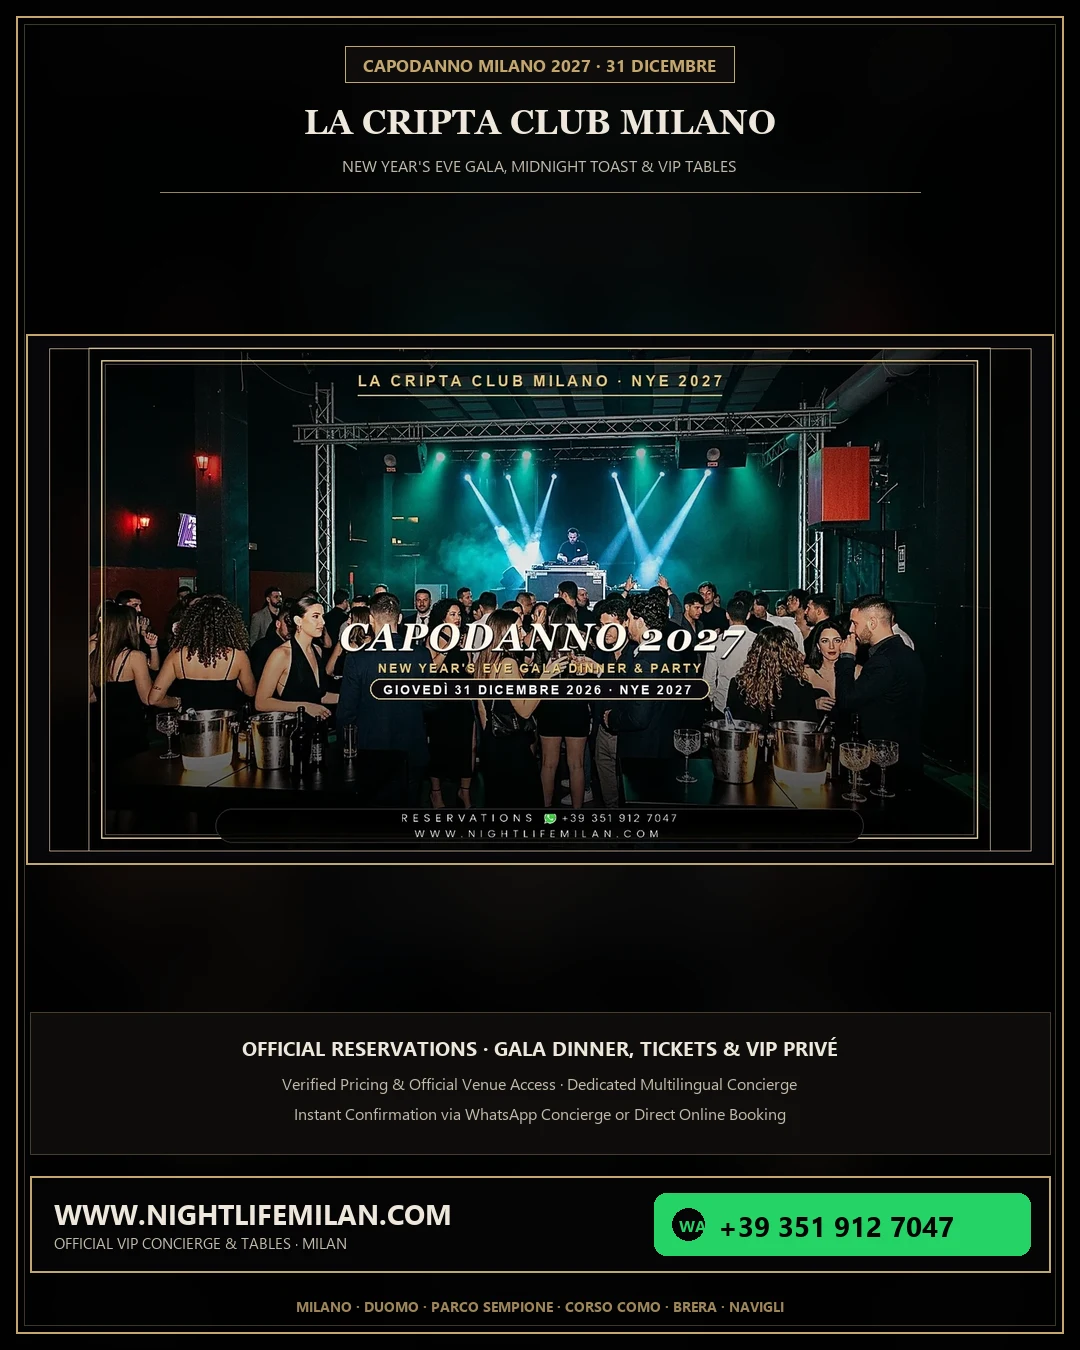 CAPODANNO MILANO 2027 · 31 DICEMBRE
LA CRIPTA CLUB MILANO
NEW YEAR'S EVE GALA, MIDNIGHT TOAST & VIP TABLES
LA CRIPTA CLUB MILANO · NYE 2027
CAPODANNO 2027
NEW YEAR'S EVE GALA DINNER & PARTY
GIOVEDÌ 31 DICEMBRE 2026 · NYE 2027
RESERVATIONS +39 351 912 7047
WWW.NIGHTLIFEMILAN.COM
OFFICIAL RESERVATIONS · GALA DINNER, TICKETS & VIP PRIVÉ
Verified Pricing & Official Venue Access · Dedicated Multilingual Concierge
Instant Confirmation via WhatsApp Concierge or Direct Online Booking
WWW.NIGHTLIFEMILAN.COM
OFFICIAL VIP CONCIERGE & TABLES · MILAN
WA +39 351 912 7047
MILANO · DUOMO · PARCO SEMPIONE · CORSO COMO · BRERA · NAVIGLI